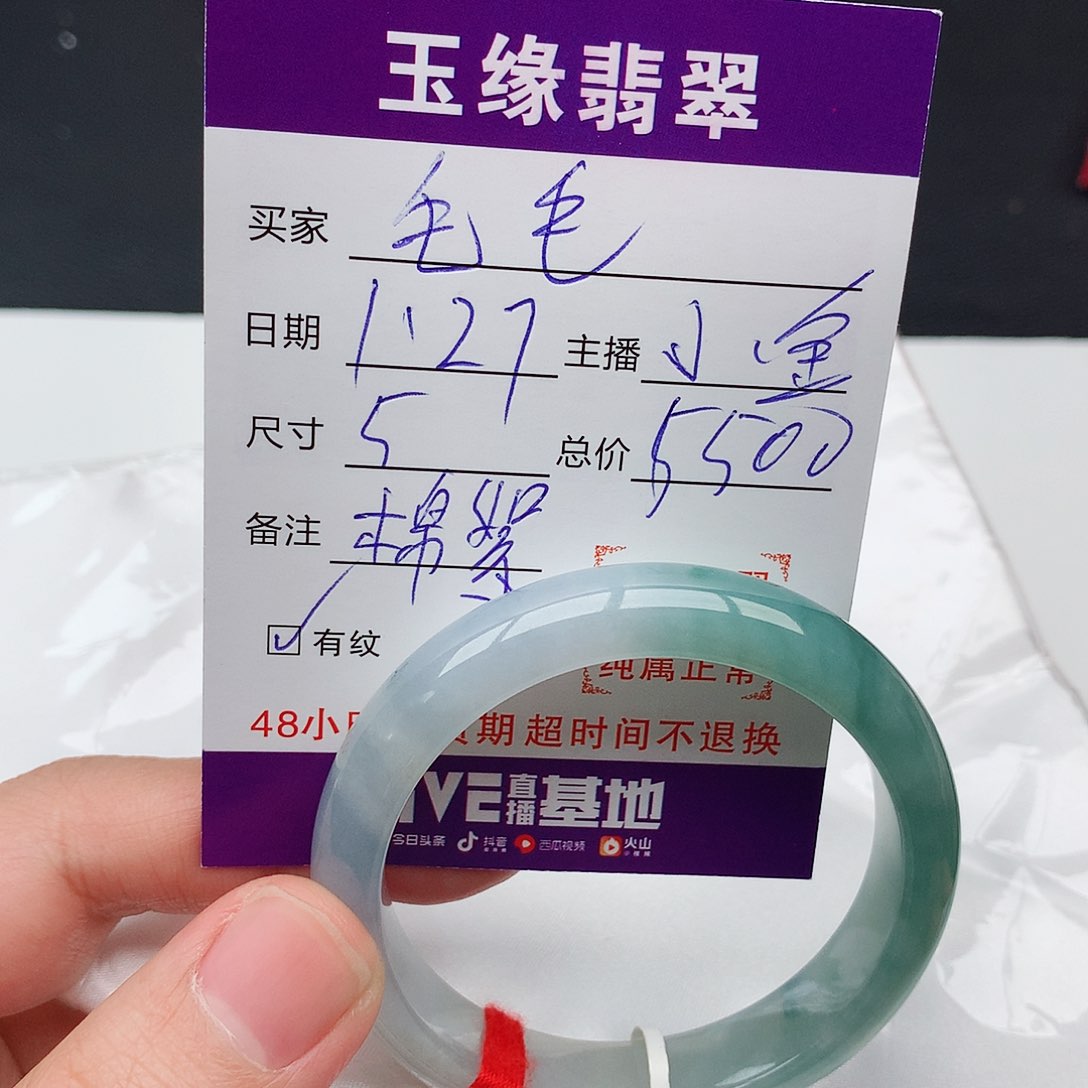 玉缘翡翠
买家 毛毛
日期 1.27 主播 小金
尺寸 5 总价 5500
备注 棉絮
☑ 有纹
纯属正常
48小 期超时间不退换
直播基地
今日头条 抖音 西瓜视频 火山